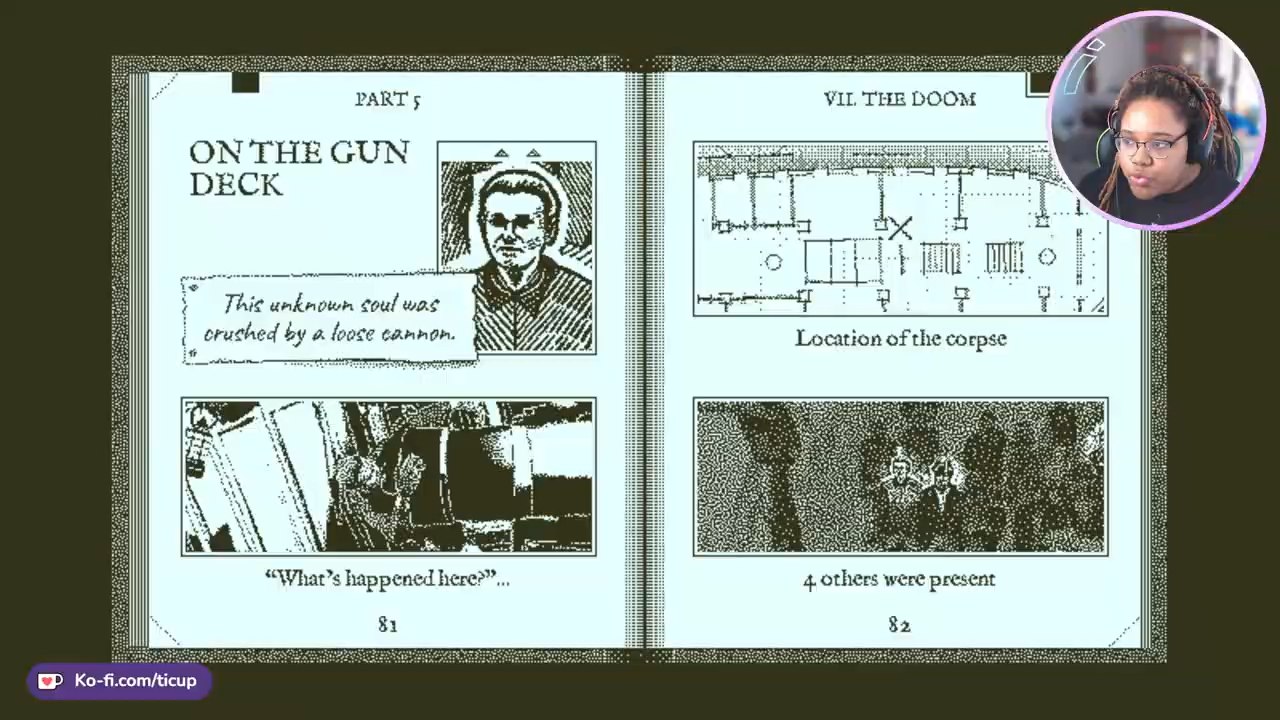 PART 5
ON THE GUN
DECK
This unknown soul was
crushed by a loose cannon.
"What's happened here?"...
81
VII. THE DOOM
Location of the corpse
4 others were present
82
Ko-fi.com/ticup